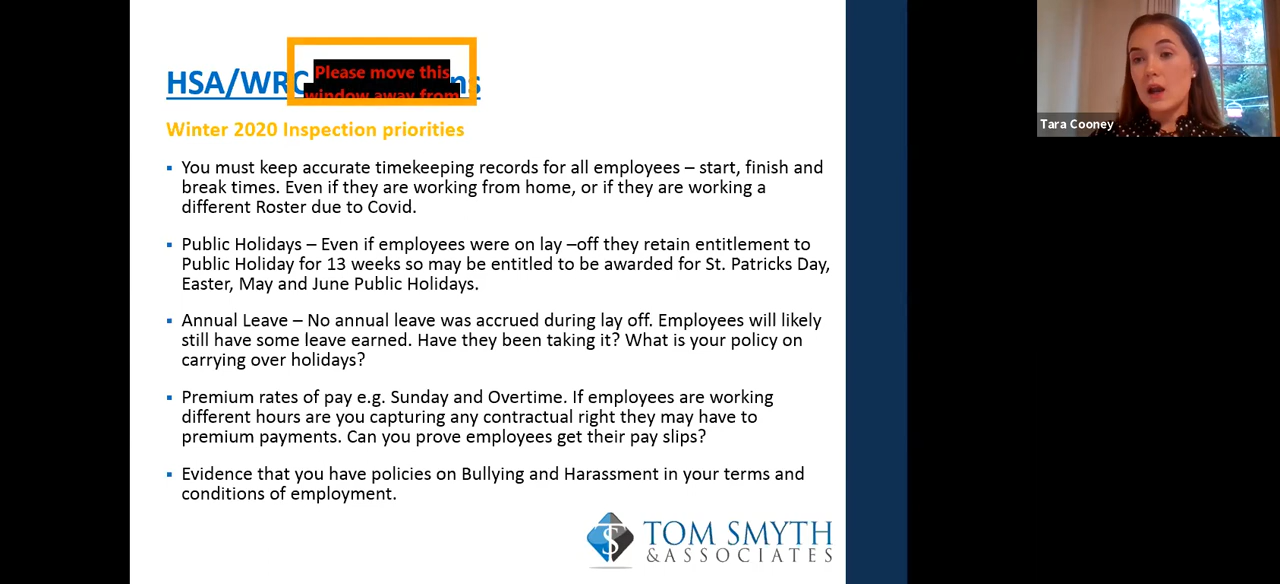 HSA/WRC
Please move this
window away from
Winter 2020 Inspection priorities
▪ You must keep accurate timekeeping records for all employees – start, finish and
break times. Even if they are working from home, or if they are working a
different Roster due to Covid.
▪ Public Holidays – Even if employees were on lay –off they retain entitlement to
Public Holiday for 13 weeks so may be entitled to be awarded for St. Patricks Day,
Easter, May and June Public Holidays.
▪ Annual Leave – No annual leave was accrued during lay off. Employees will likely
still have some leave earned. Have they been taking it? What is your policy on
carrying over holidays?
▪ Premium rates of pay e.g. Sunday and Overtime. If employees are working
different hours are you capturing any contractual right they may have to
premium payments. Can you prove employees get their pay slips?
▪ Evidence that you have policies on Bullying and Harassment in your terms and
conditions of employment.
TOM SMYTH
& ASSOCIATES
Tara Cooney